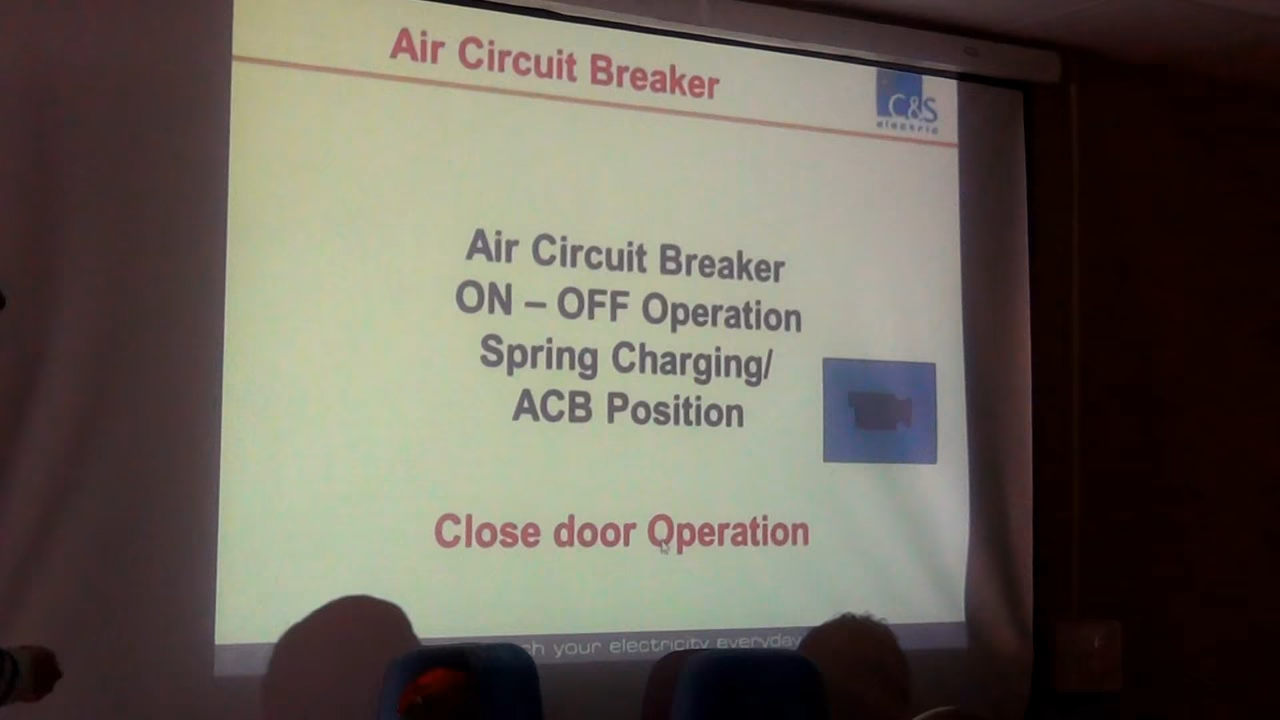 Air Circuit Breaker
C&S
electric
Air Circuit Breaker
ON – OFF Operation
Spring Charging/
ACB Position
Close door Operation
your electricity everyday